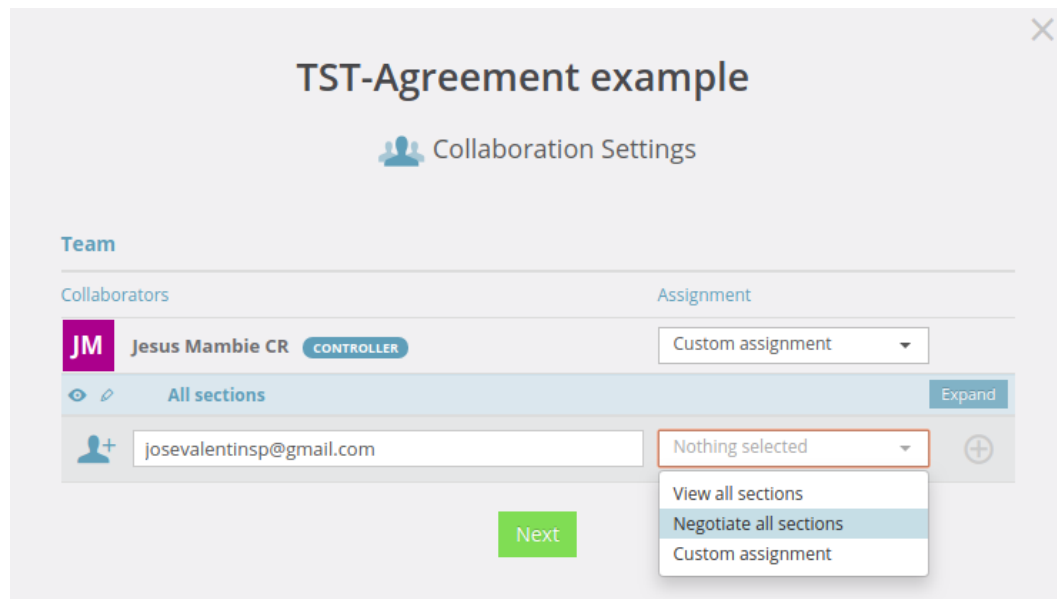 TST-Agreement example
Collaboration Settings
Team
Collaborators Assignment
JM Jesus Mambie CR CONTROLLER Custom assignment
All sections Expand
josevalentinsp@gmail.com Nothing selected
View all sections
Negotiate all sections
Custom assignment
Next